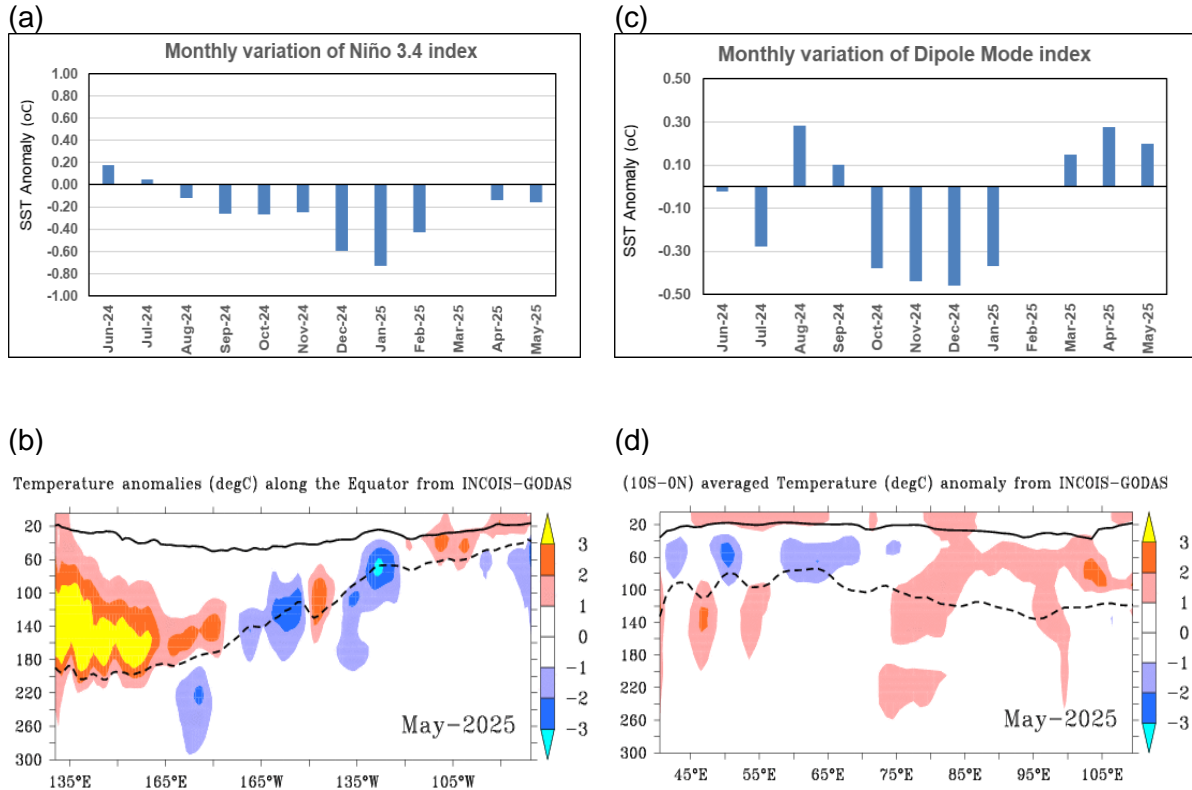 (a)
Monthly variation of Niño 3.4 index
SST Anomaly (oC)
1.00
0.80
0.60
0.40
0.20
0.00
-0.20
-0.40
-0.60
-0.80
-1.00
Jun-24
Jul-24
Aug-24
Sep-24
Oct-24
Nov-24
Dec-24
Jan-25
Feb-25
Mar-25
Apr-25
May-25
(c)
Monthly variation of Dipole Mode index
SST Anomaly (oC)
0.50
0.30
0.10
-0.10
-0.30
-0.50
Jun-24
Jul-24
Aug-24
Sep-24
Oct-24
Nov-24
Dec-24
Jan-25
Feb-25
Mar-25
Apr-25
May-25
(b)
Temperature anomalies (degC) along the Equator from INCOIS-GODAS
20
60
100
140
180
220
260
300
135°E
165°E
165°W
135°W
105°W
May-2025
3
2
1
0
-1
-2
-3
(d)
(10S-0N) averaged Temperature (degC) anomaly from INCOIS-GODAS
20
60
100
140
180
220
260
300
45°E
55°E
65°E
75°E
85°E
95°E
105°E
May-2025
3
2
1
0
-1
-2
-3